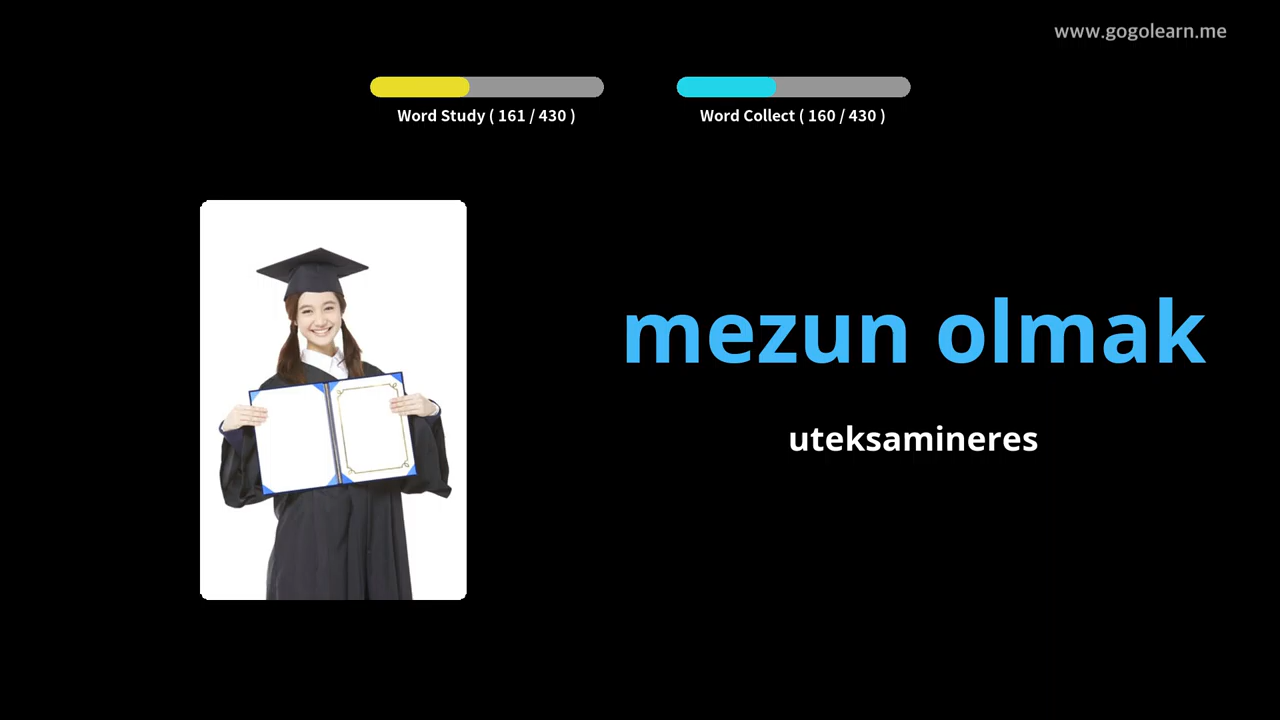 www.gogolearn.me
Word Study ( 161 / 430 )
Word Collect ( 160 / 430 )
mezun olmak
uteksamineres